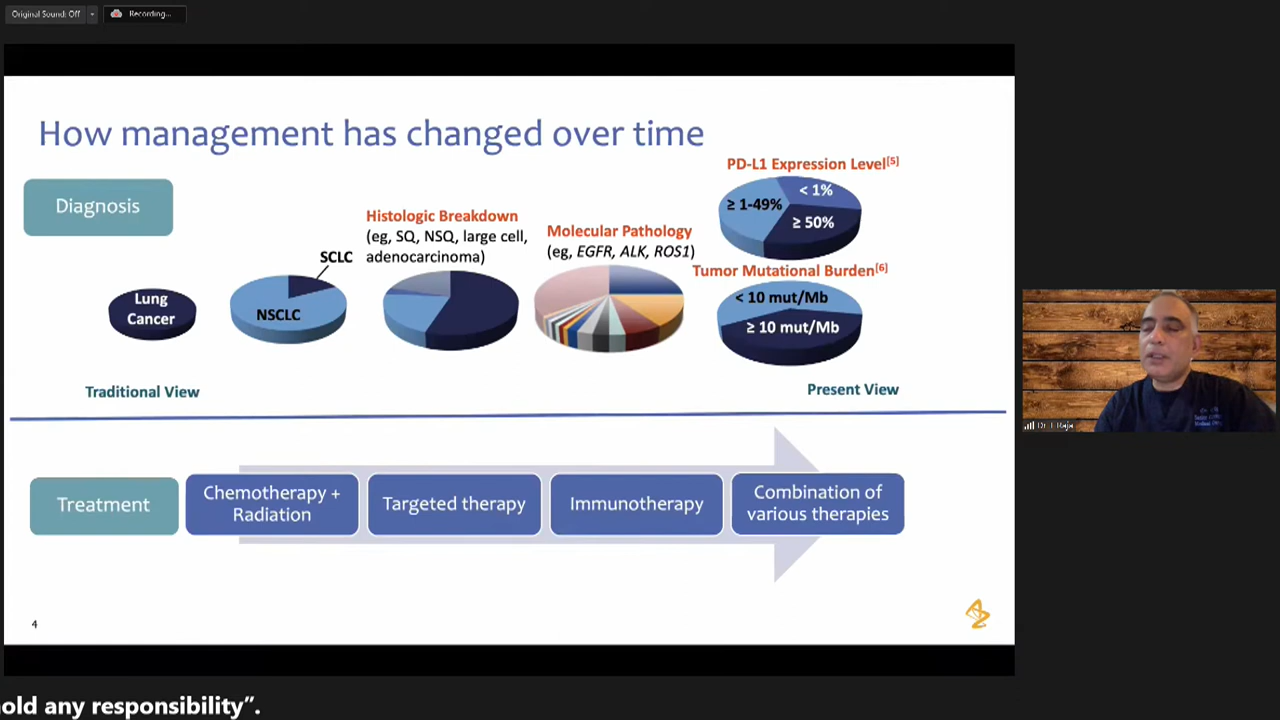 Original Sound: Off
Recording...
How management has changed over time
Diagnosis
PD-L1 Expression Level[5]
< 1%
≥ 1-49%
≥ 50%
Histologic Breakdown
(eg, SQ, NSQ, large cell,
adenocarcinoma)
Molecular Pathology
(eg, EGFR, ALK, ROS1)
SCLC
NSCLC
Lung
Cancer
Tumor Mutational Burden[6]
< 10 mut/Mb
≥ 10 mut/Mb
Traditional View
Present View
Treatment
Chemotherapy +
Radiation
Targeted therapy
Immunotherapy
Combination of
various therapies
4
Raja
old any responsibility”.